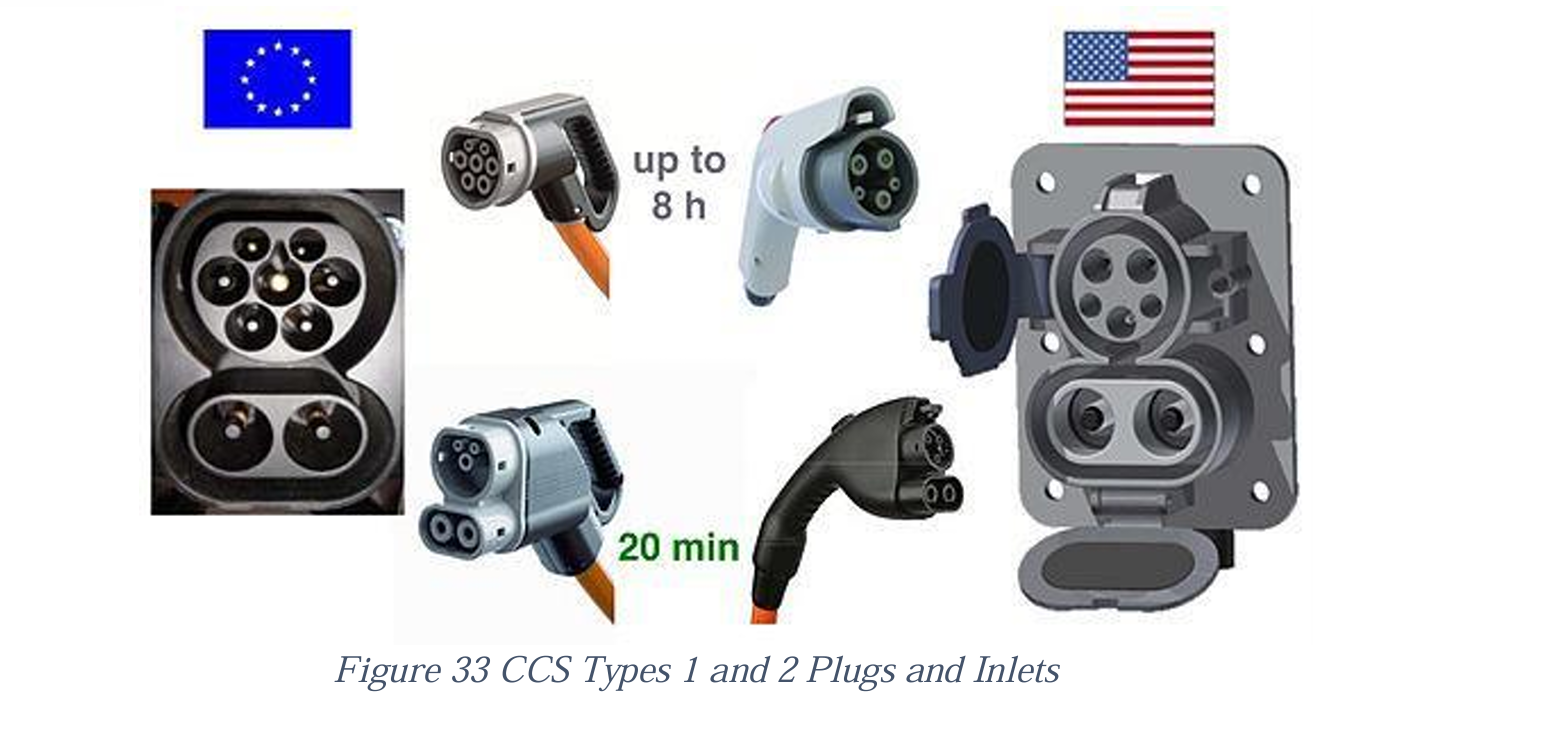 up to
8 h
20 min
Figure 33 CCS Types 1 and 2 Plugs and Inlets